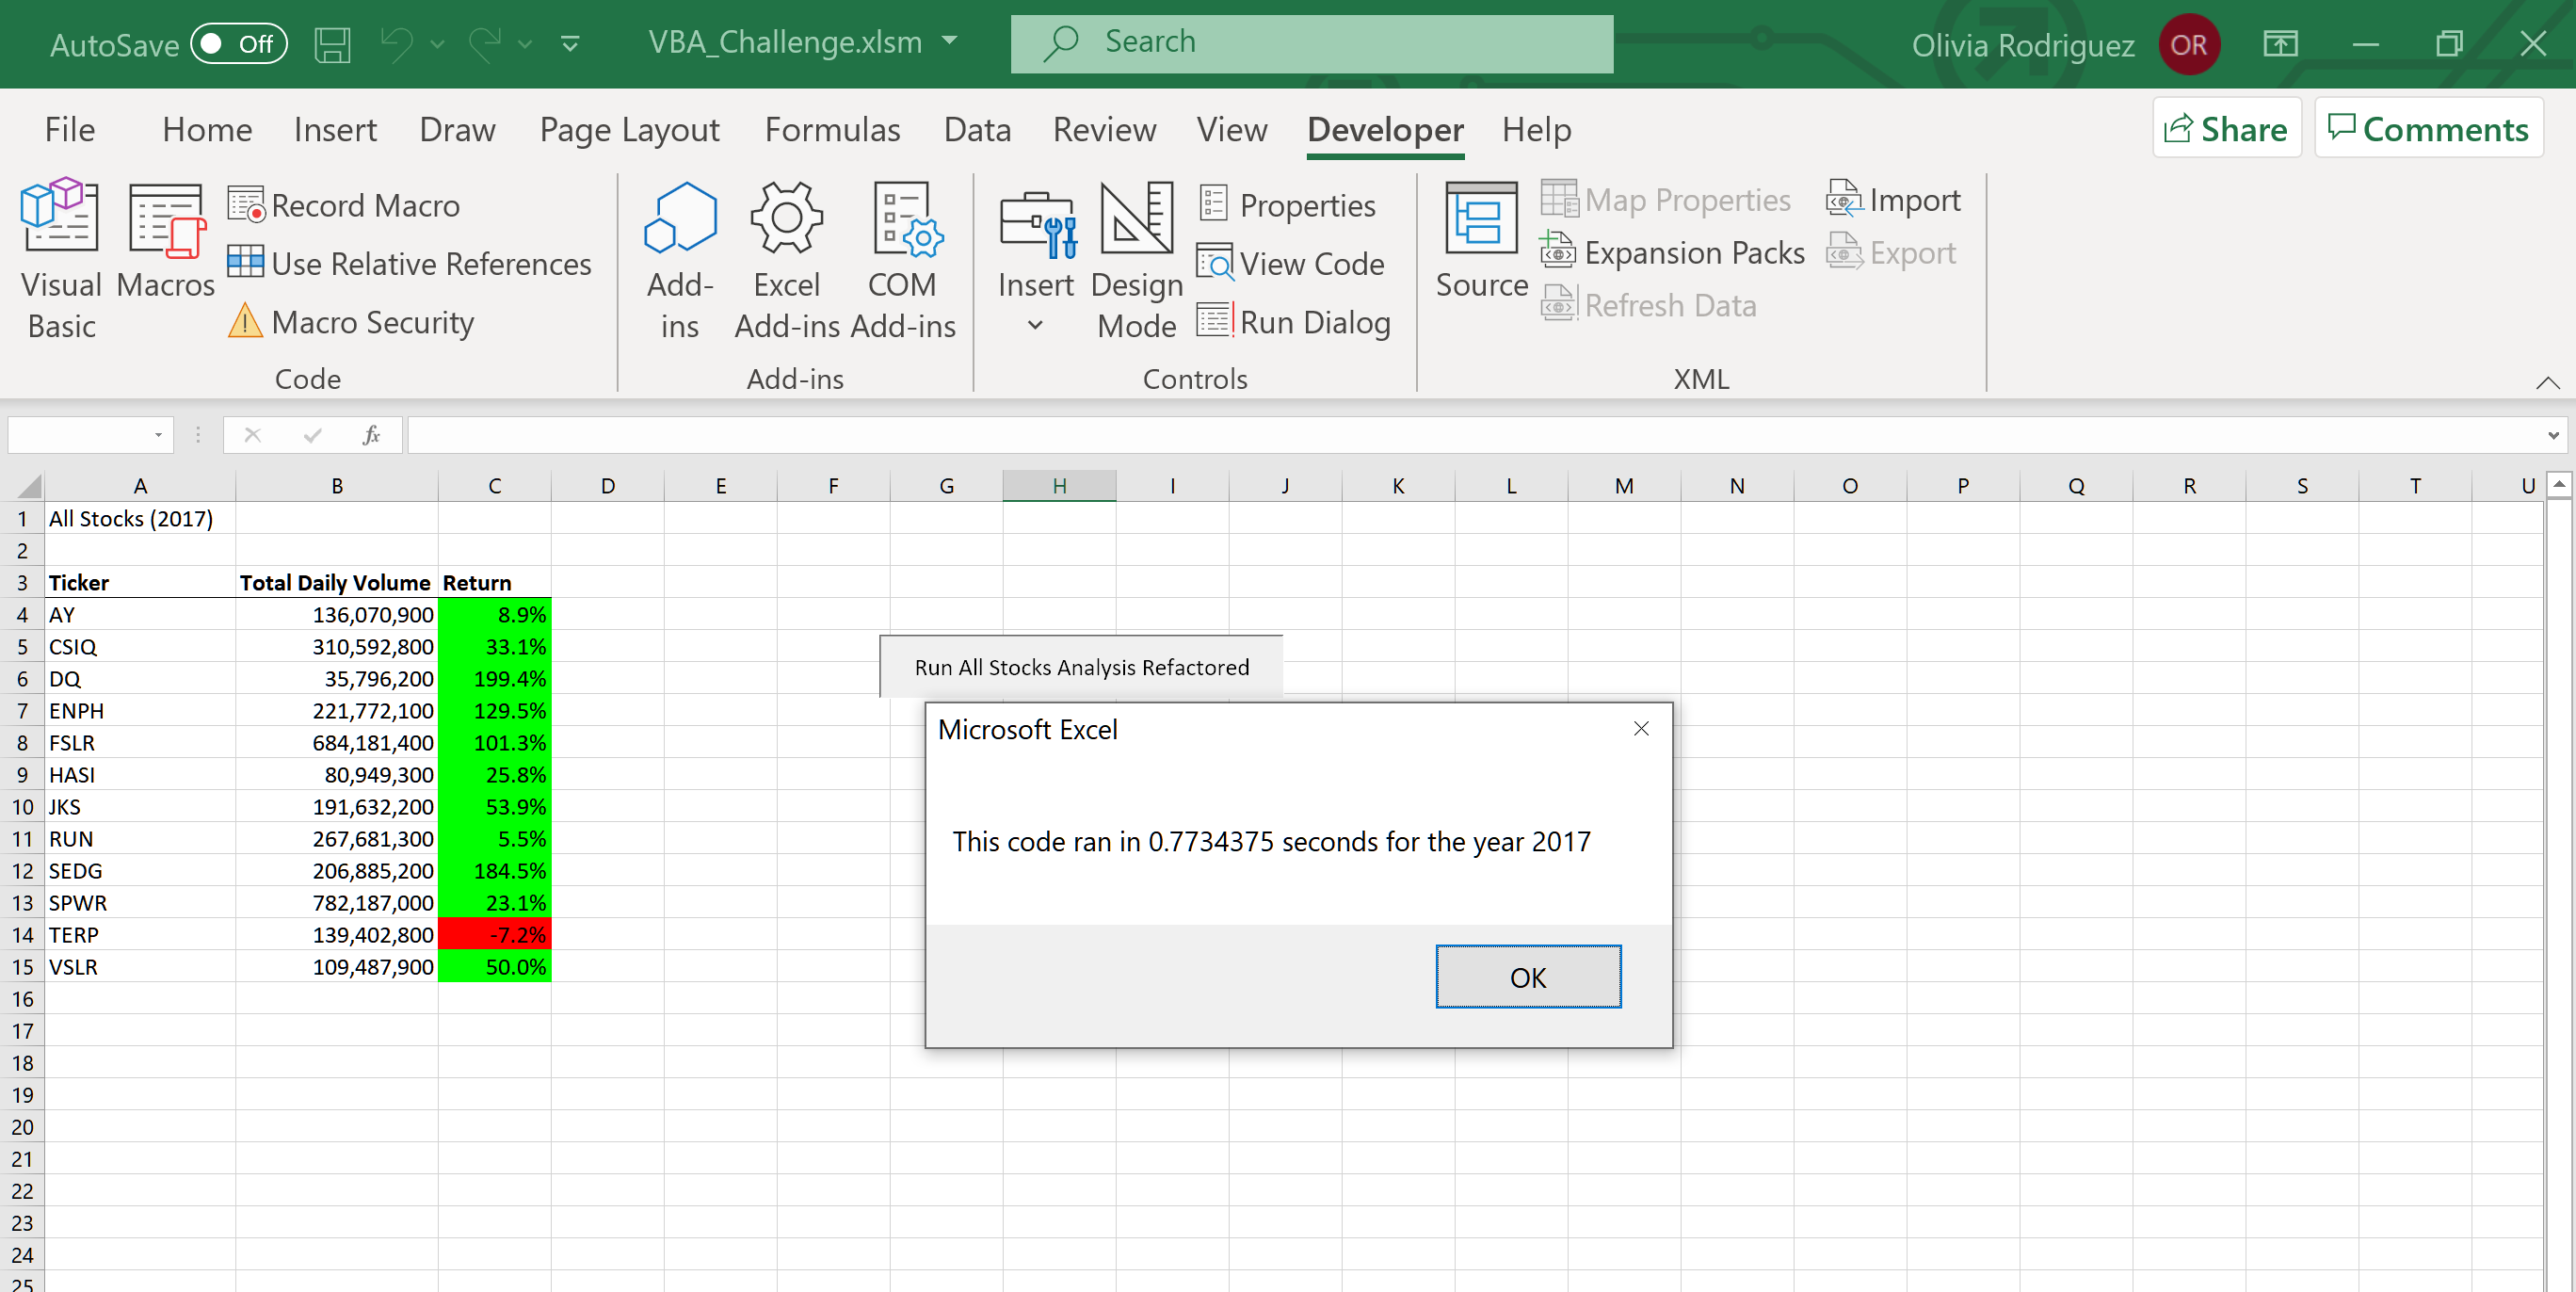 AutoSave Off VBA_Challenge.xlsm Search Olivia Rodriguez OR
File Home Insert Draw Page Layout Formulas Data Review View Developer Help Share Comments
Visual Basic
Macros
Record Macro
Use Relative References
Macro Security
Code
Add-ins
Excel Add-ins
COM Add-ins
Add-ins
Insert
Design Mode
Properties
View Code
Run Dialog
Controls
Source
Map Properties
Expansion Packs
Refresh Data
Import
Export
XML
fx
A B C D E F G H I J K L M N O P Q R S T U
1 All Stocks (2017)
2
3 Ticker Total Daily Volume Return
4 AY 136,070,900 8.9%
5 CSIQ 310,592,800 33.1%
6 DQ 35,796,200 199.4%
7 ENPH 221,772,100 129.5%
8 FSLR 684,181,400 101.3%
9 HASI 80,949,300 25.8%
10 JKS 191,632,200 53.9%
11 RUN 267,681,300 5.5%
12 SEDG 206,885,200 184.5%
13 SPWR 782,187,000 23.1%
14 TERP 139,402,800 -7.2%
15 VSLR 109,487,900 50.0%
16
17
18
19
20
21
22
23
24
25
Run All Stocks Analysis Refactored
Microsoft Excel
This code ran in 0.7734375 seconds for the year 2017
OK